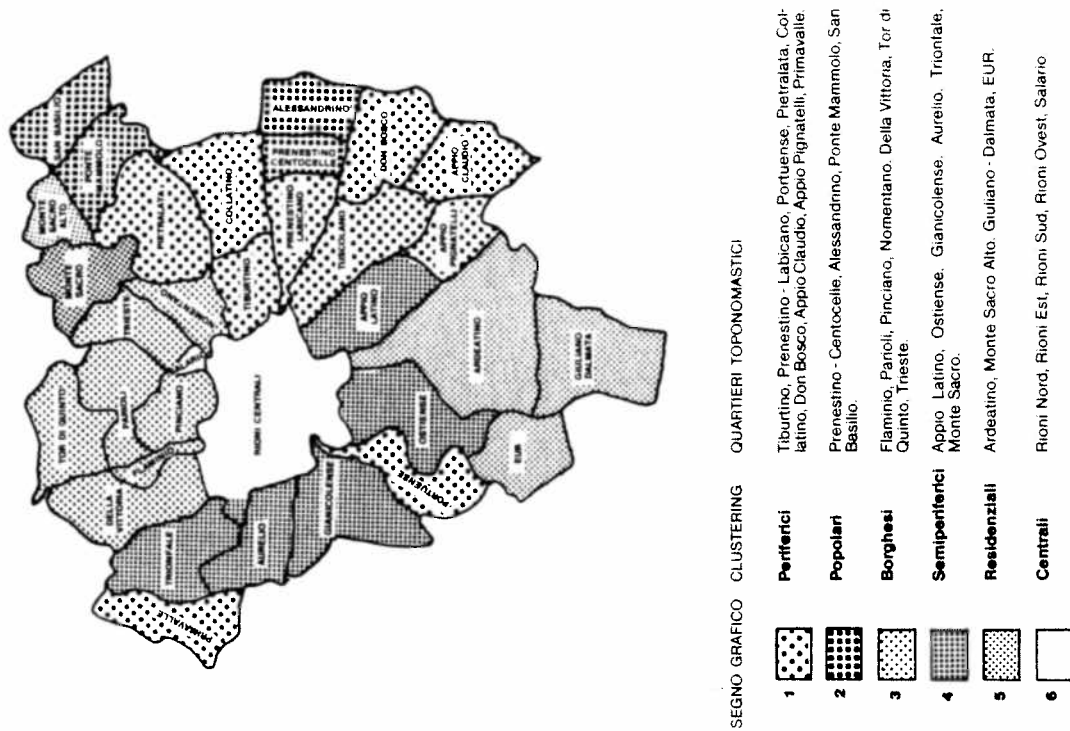 SAN BASILIO
PONTE
MAMMOLO
MONTE
SACRO
ALTO
MONTE
SACRO
PIETRALATA
COLLATINO
ALESSANDRINO
PRENESTINO
CENTOCELLE
PRENESTINO
LABICANO
DON BOSCO
APPIO
CLAUDIO
TIBURTINO
TUSCOLANO
APPIO
PIGNATELLI
APPIO
LATINO
TRIESTE
TOR DI QUINTO
PARIOLI
PINCIANO
DELLA
VITTORIA
RIONI CENTRALI
ARDEATINO
GIULIANO
DALMATA
OSTIENSE
EUR
PORTUENSE
GIANICOLENSE
AURELIO
TRIONFALE
PRIMAVALLE
SEGNO GRAFICO CLUSTERING QUARTIERI TOPONOMASTICI
1 Periferici Tiburtino, Prenestino - Labicano, Portuense, Pietralata, Col-
latino, Don Bosco, Appio Claudio, Appio Pignatelli, Primavalle.
2 Popolari Prenestino - Centocelle, Alessandrino, Ponte Mammolo, San
Basilio.
3 Borghesi Flaminio, Parioli, Pinciano, Nomentano. Della Vittoria, Tor di
Quinto, Trieste.
4 Semiperiferici Appio Latino, Ostiense, Gianicolense. Aurelio. Trionfale,
Monte Sacro.
5 Residenziali Ardeatino, Monte Sacro Alto. Giuliano - Dalmata, EUR.
6 Centrali Rioni Nord, Rioni Est, Rioni Sud, Rioni Ovest, Salario